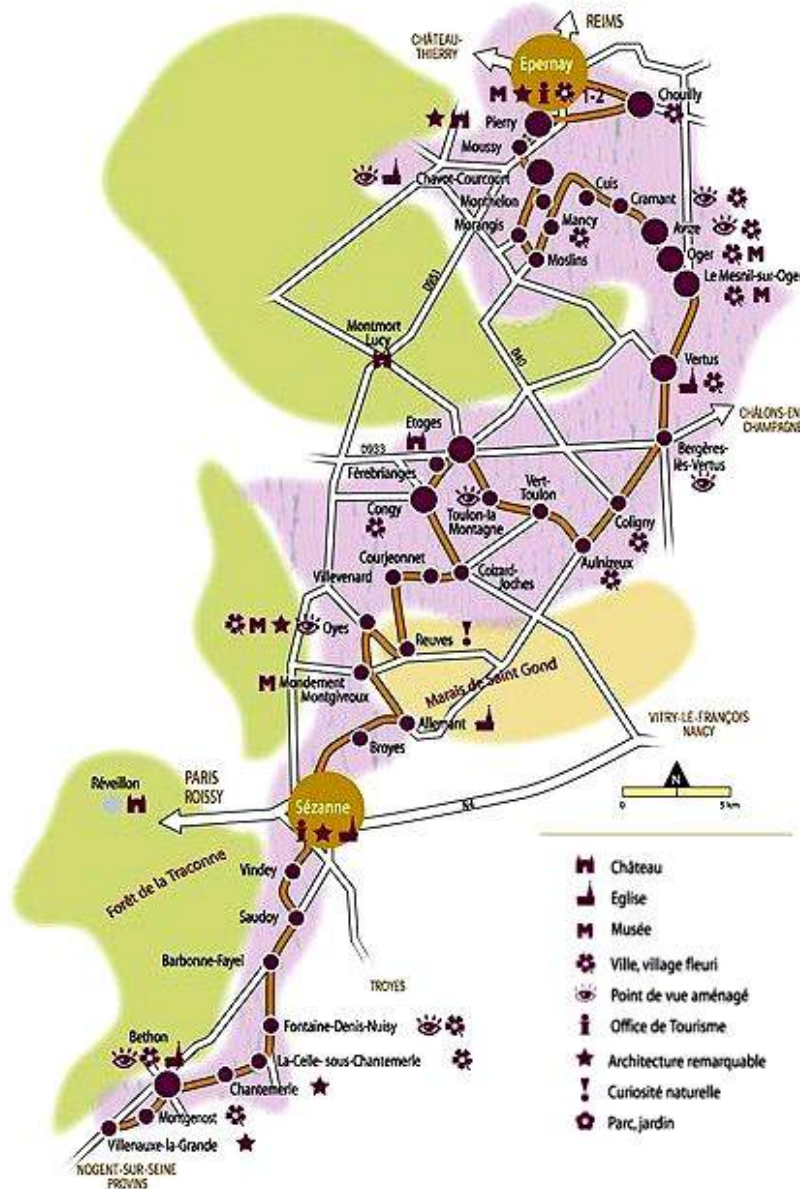 REIMS
CHÂTEAU-
THIERRY
Epernay
1-2
Chouilly
Pierry
Moussy
Chavot-Courcourt
Cuis
Cramant
Monthelon
Mancy
Avize
Morangis
Oger
Moslins
Le Mesnil-sur-Oger
D951
Montmort
Lucy
D40
Vertus
CHÂLONS-EN
CHAMPAGNE
Etoges
D933
Bergères-
lès-Vertus
Férebrianges
Vert-
Toulon
Congy
Toulon-la
Montagne
Coligny
Courjeonnet
Aulnizeux
Villevenard
Coizard-
Joches
Oyes
Reuves
Marais de Saint Gond
Mondement
Montgivroux
Allemant
VITRY-LE-FRANÇOIS
NANCY
Broyes
Réveillon
PARIS
ROISSY
N
0
5 km
Sézanne
N4
Forêt de la Traconne
Vindey
Château
Eglise
Saudoy
Musée
Barbonne-Fayel
Ville, village fleuri
TROYES
Point de vue aménagé
Fontaine-Denis-Nuisy
Office de Tourisme
Bethon
La-Celle- sous-Chantemerle
Architecture remarquable
Chantemerle
Curiosité naturelle
Montgenost
Parc, jardin
Villenauxe-la-Grande
NOGENT-SUR-SEINE
PROVINS